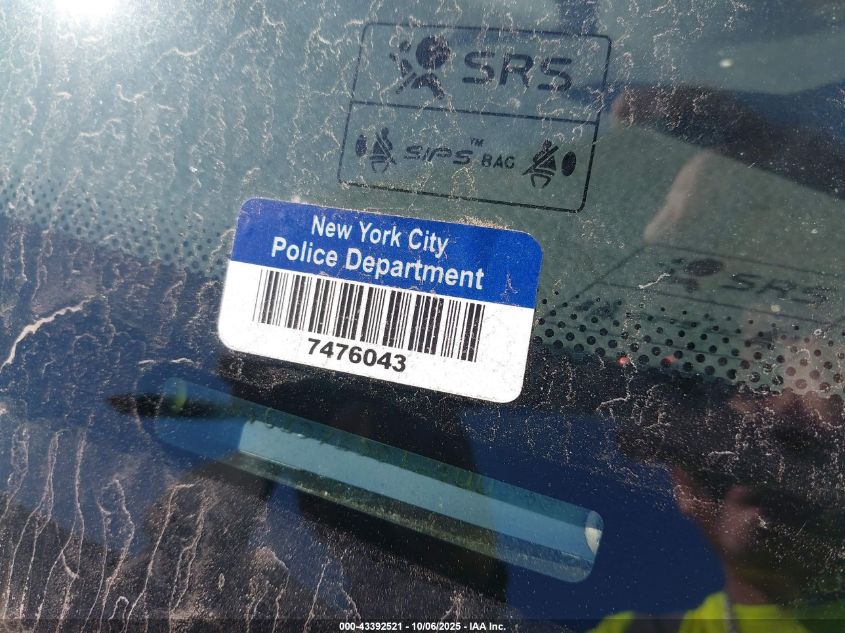 SRS
SIPS™ BAG
New York City
Police Department
7476043
SRS
000-43392521 - 10/06/2025 - IAA Inc.